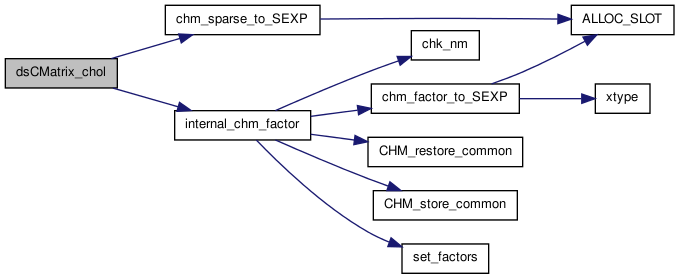 chm_sparse_to_SEXP
ALLOC_SLOT
chk_nm
dsCMatrix_chol
chm_factor_to_SEXP
xtype
internal_chm_factor
CHM_restore_common
CHM_store_common
set_factors